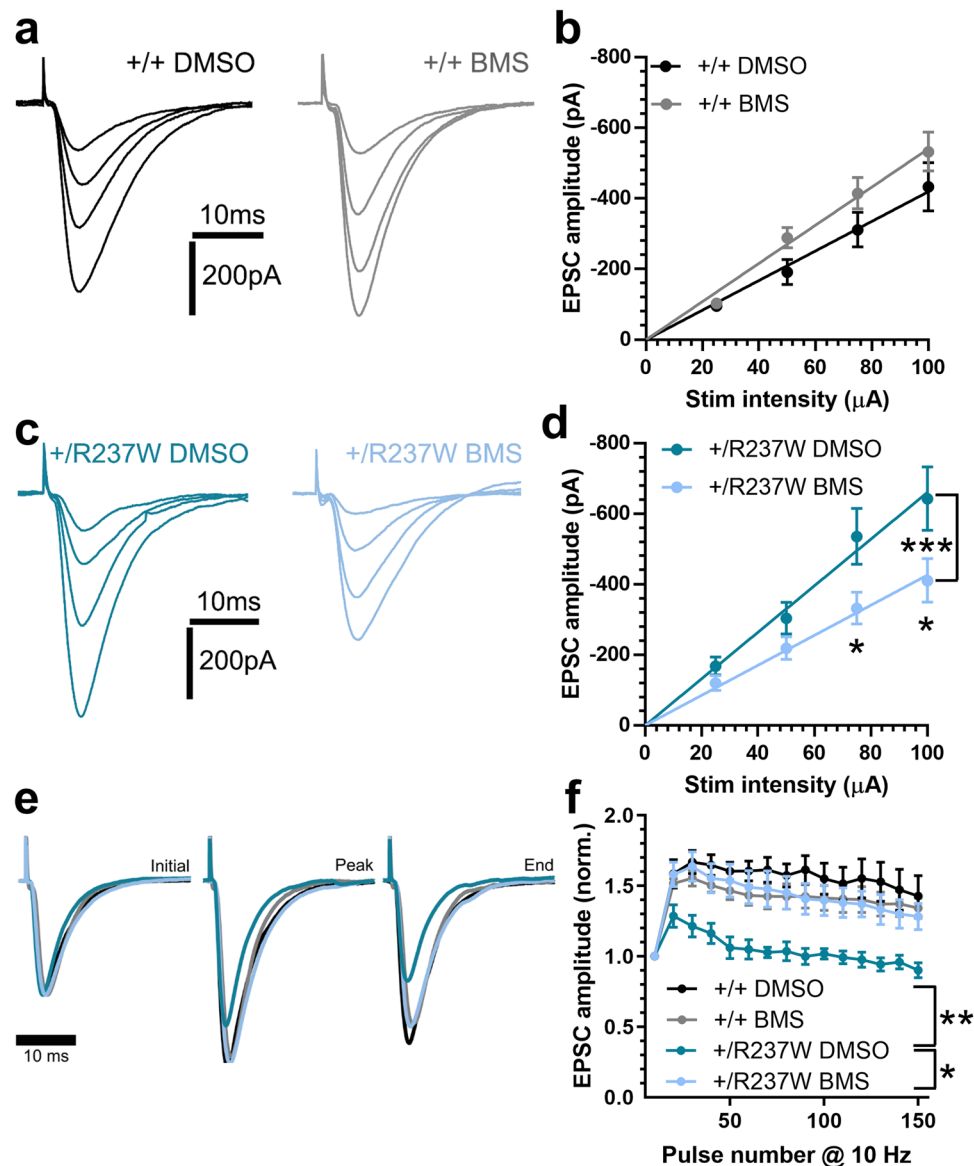 a
+/+ DMSO
+/+ BMS
10ms
200pA
b
-800
-600
-400
-200
0
EPSC amplitude (pA)
+/+ DMSO
+/+ BMS
0 20 40 60 80 100
Stim intensity (μA)
c
+/R237W DMSO
+/R237W BMS
10ms
200pA
d
-800
-600
-400
-200
0
EPSC amplitude (pA)
+/R237W DMSO
+/R237W BMS
***
*
*
0 20 40 60 80 100
Stim intensity (μA)
e
Initial
Peak
End
10 ms
f
2.0
1.5
1.0
0.5
0.0
EPSC amplitude (norm.)
+/+ DMSO
+/+ BMS
+/R237W DMSO
+/R237W BMS
**
*
50 100 150
Pulse number @ 10 Hz